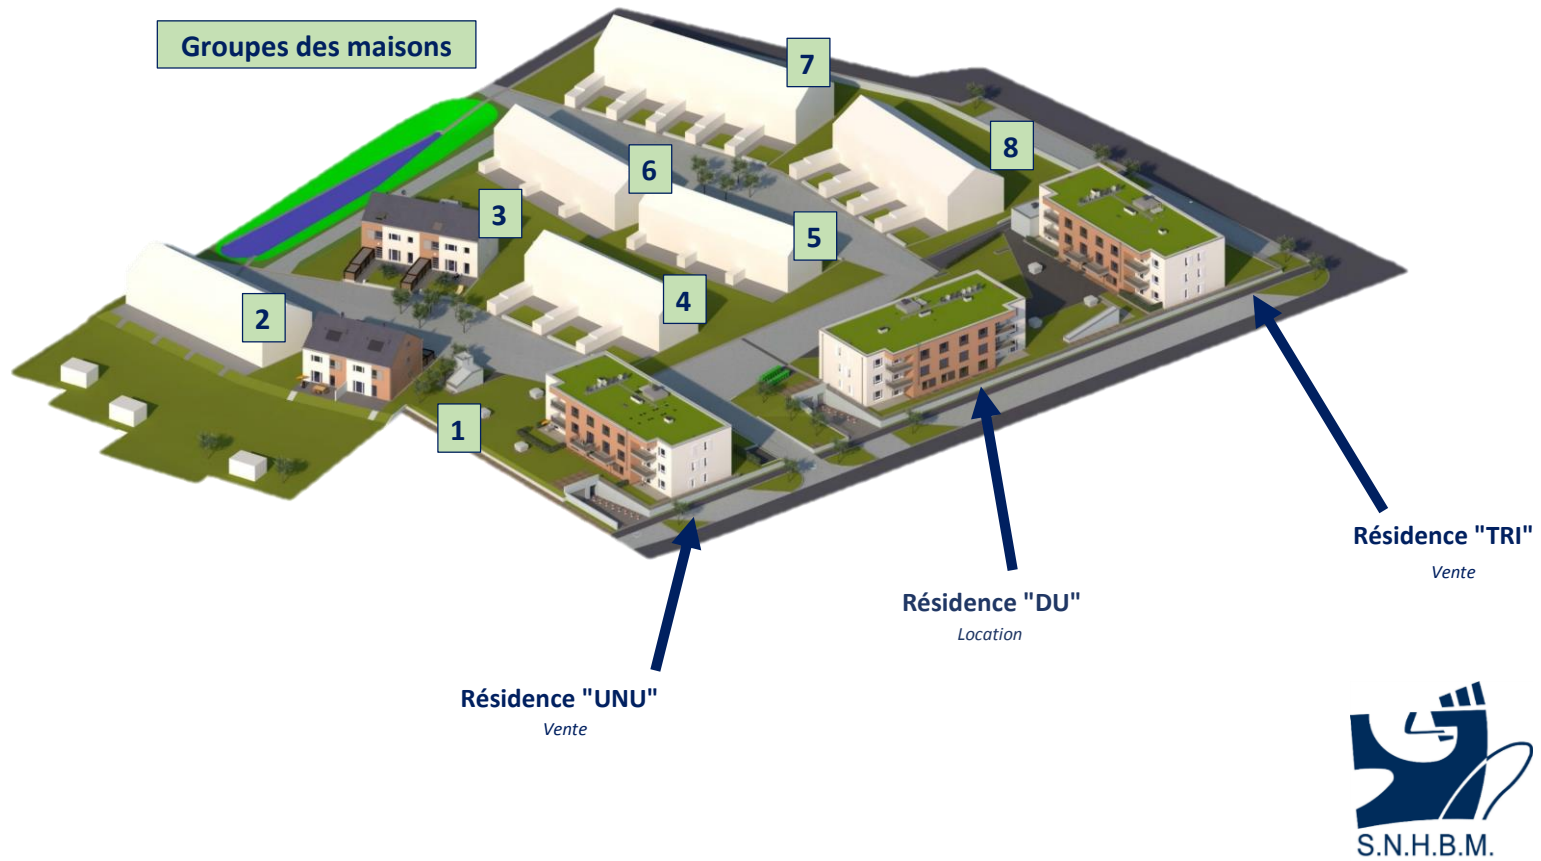 Groupes des maisons
7
8
6
3
5
4
2
1
Résidence "TRI"
Vente
Résidence "DU"
Location
Résidence "UNU"
Vente
S.N.H.B.M.